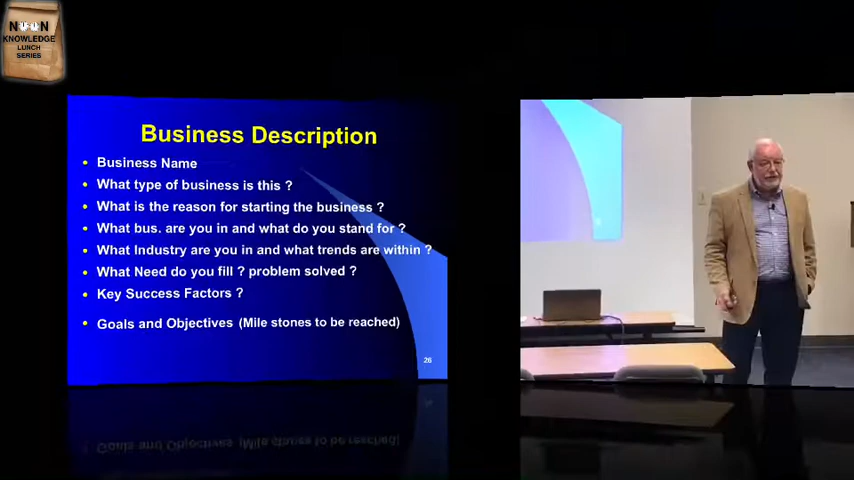 NOON
KNOWLEDGE
LUNCH
SERIES
Business Description
• Business Name
• What type of business is this ?
• What is the reason for starting the business ?
• What bus. are you in and what do you stand for ?
• What Industry are you in and what trends are within ?
• What Need do you fill ? problem solved ?
• Key Success Factors ?
• Goals and Objectives (Mile stones to be reached)
26